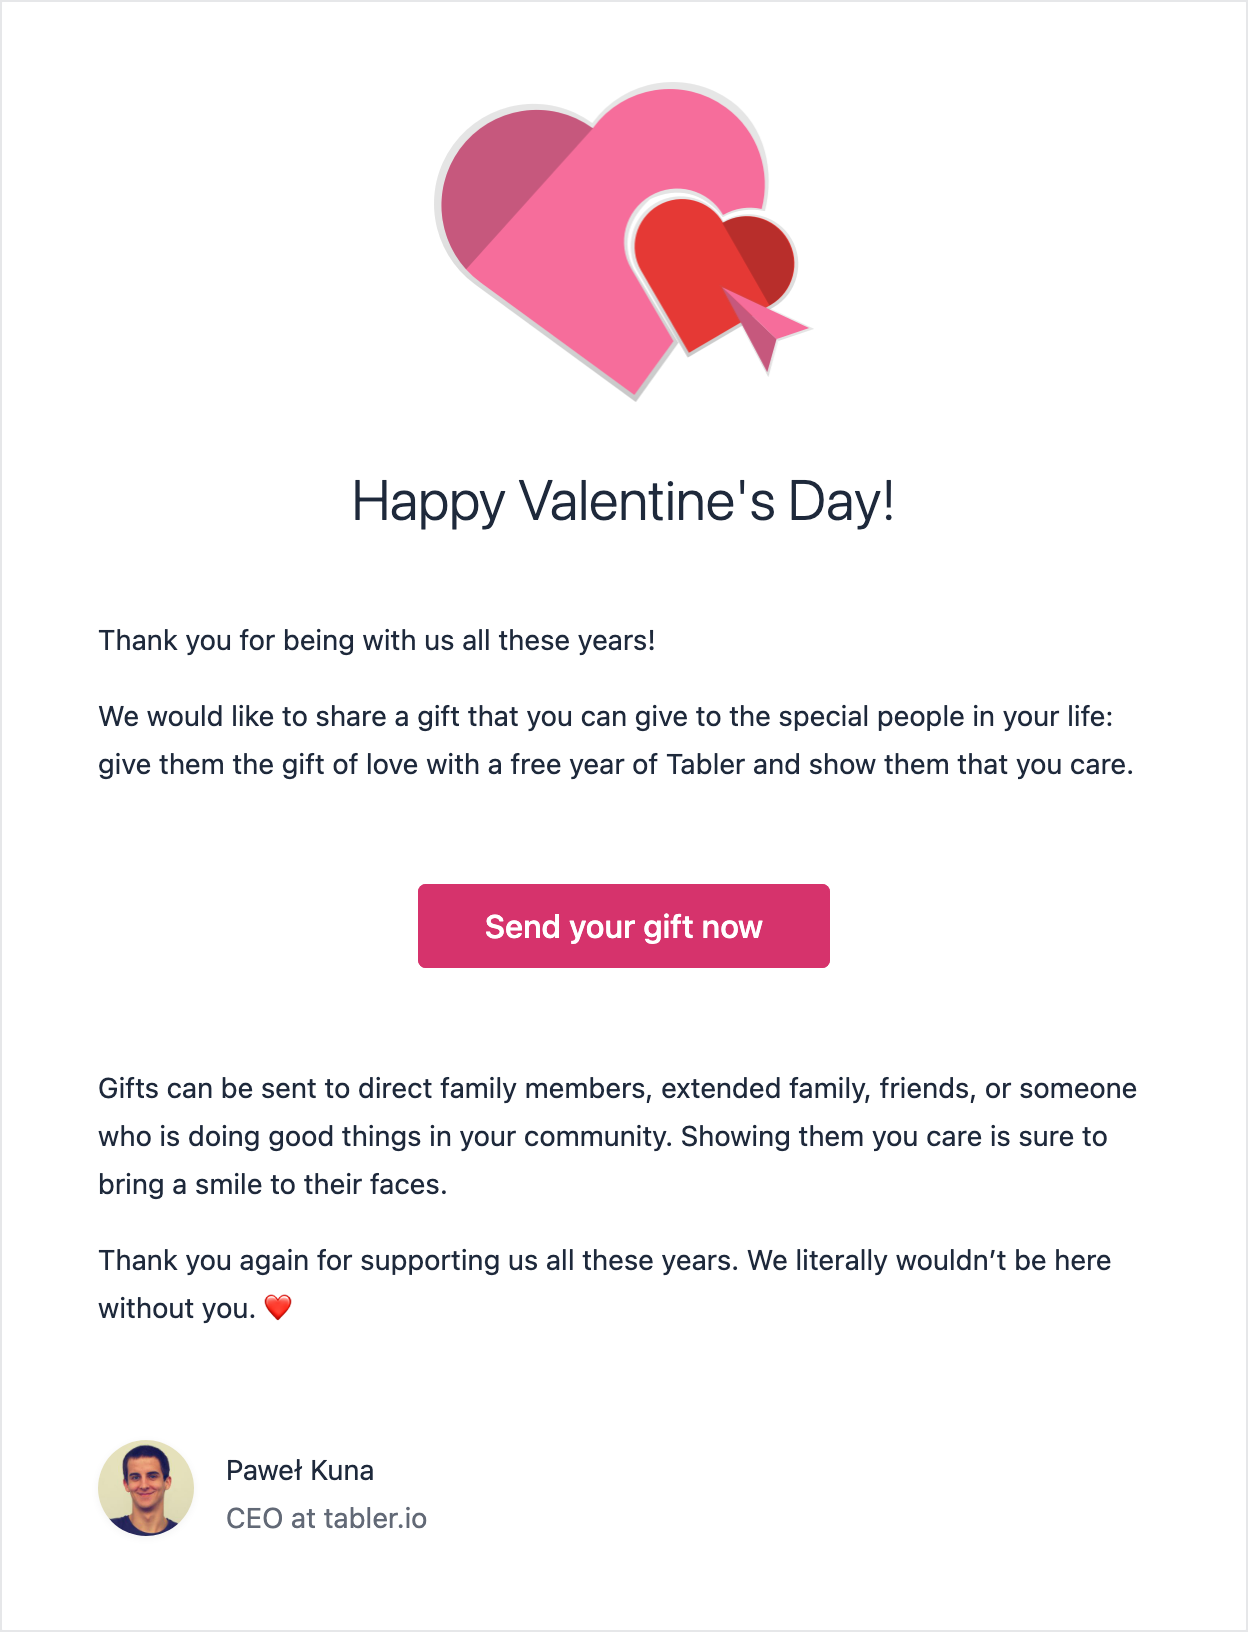 Happy Valentine's Day!
Thank you for being with us all these years!
We would like to share a gift that you can give to the special people in your life:
give them the gift of love with a free year of Tabler and show them that you care.
Send your gift now
Gifts can be sent to direct family members, extended family, friends, or someone
who is doing good things in your community. Showing them you care is sure to
bring a smile to their faces.
Thank you again for supporting us all these years. We literally wouldn’t be here
without you. ❤️
Paweł Kuna
CEO at tabler.io